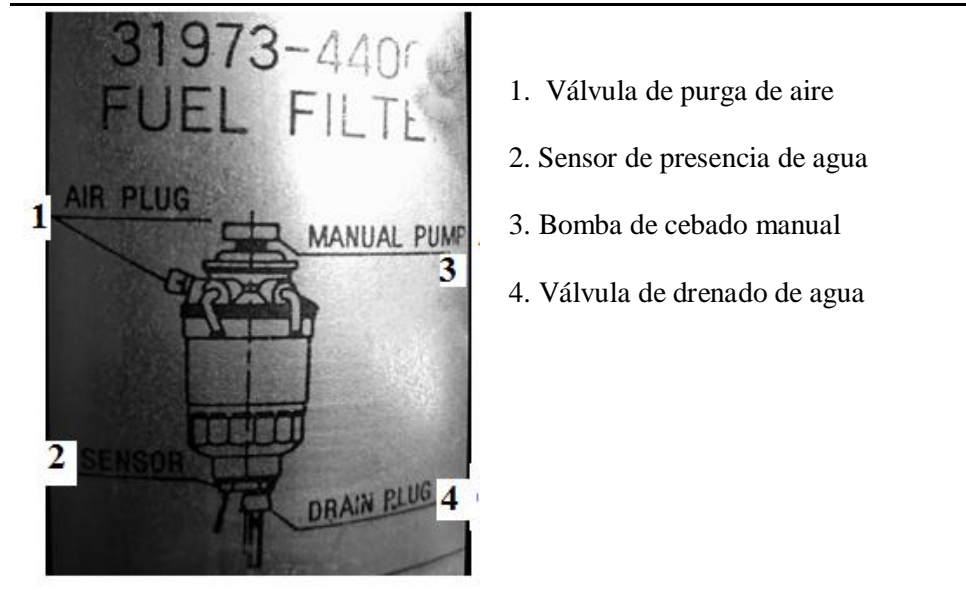 31973-440
FUEL FILTE
AIR PLUG
1
MANUAL PUMP
3
2 SENSOR
DRAIN PLUG 4
1. Válvula de purga de aire
2. Sensor de presencia de agua
3. Bomba de cebado manual
4. Válvula de drenado de agua